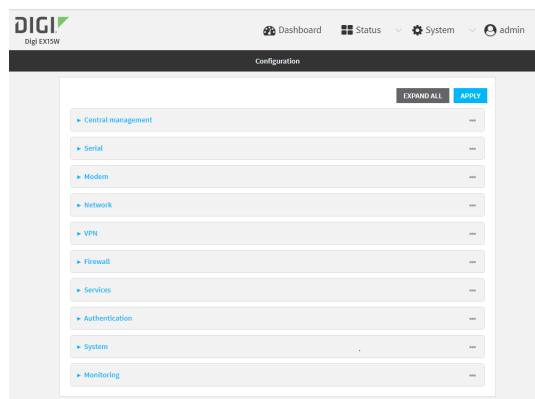 DIGI
Digi EX15W
Dashboard
Status
System
admin
Configuration
EXPAND ALL
APPLY
Central management
Serial
Modem
Network
VPN
Firewall
Services
Authentication
System
Monitoring